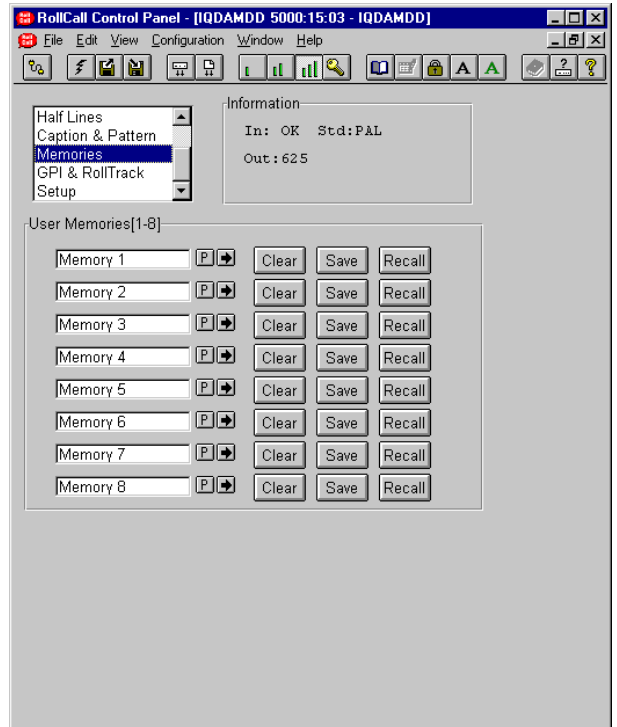 RollCall Control Panel - [IQDAMDD 5000:15:03 - IQDAMDD]
File Edit View Configuration Window Help
A A ? ?
Half Lines
Caption & Pattern
Memories
GPI & RollTrack
Setup
Information
In: OK Std:PAL
Out:625
User Memories[1-8]
Memory 1 P Clear Save Recall
Memory 2 P Clear Save Recall
Memory 3 P Clear Save Recall
Memory 4 P Clear Save Recall
Memory 5 P Clear Save Recall
Memory 6 P Clear Save Recall
Memory 7 P Clear Save Recall
Memory 8 P Clear Save Recall